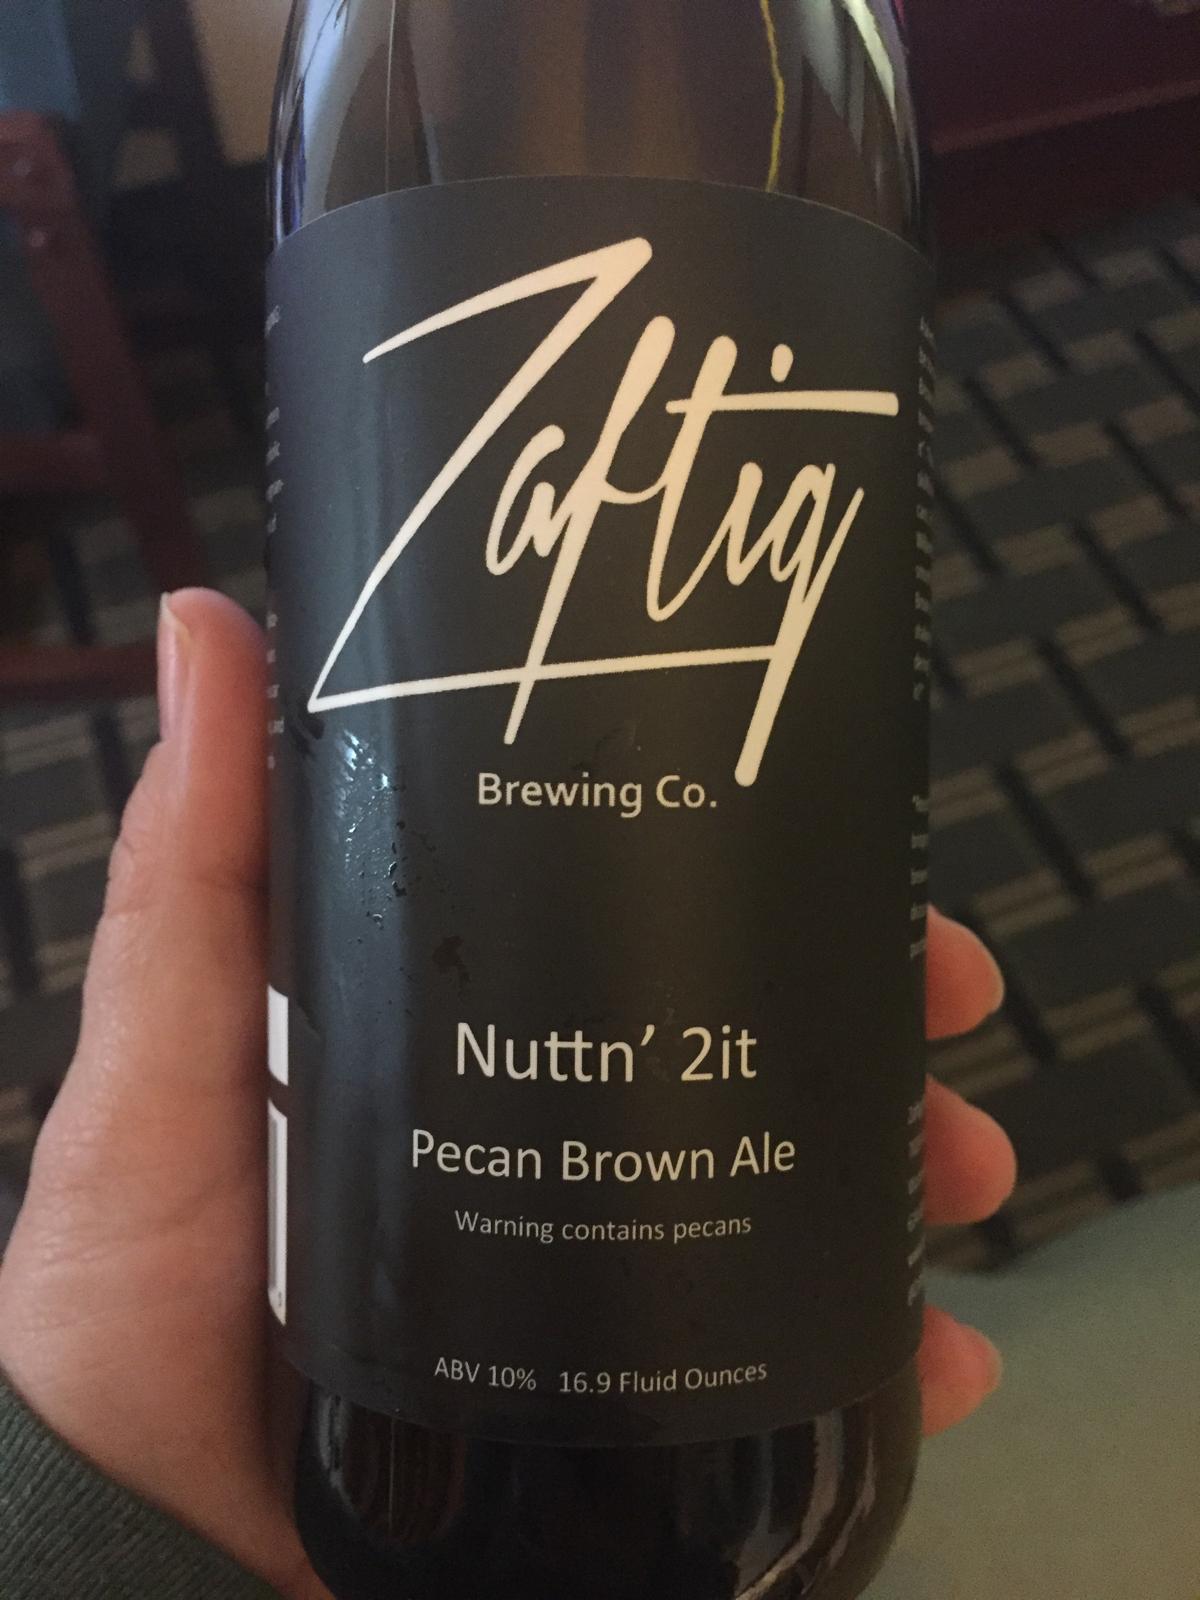 Zaftig
Brewing Co.
Nuttn' 2it
Pecan Brown Ale
Warning contains pecans
ABV 10% 16.9 Fluid Ounces